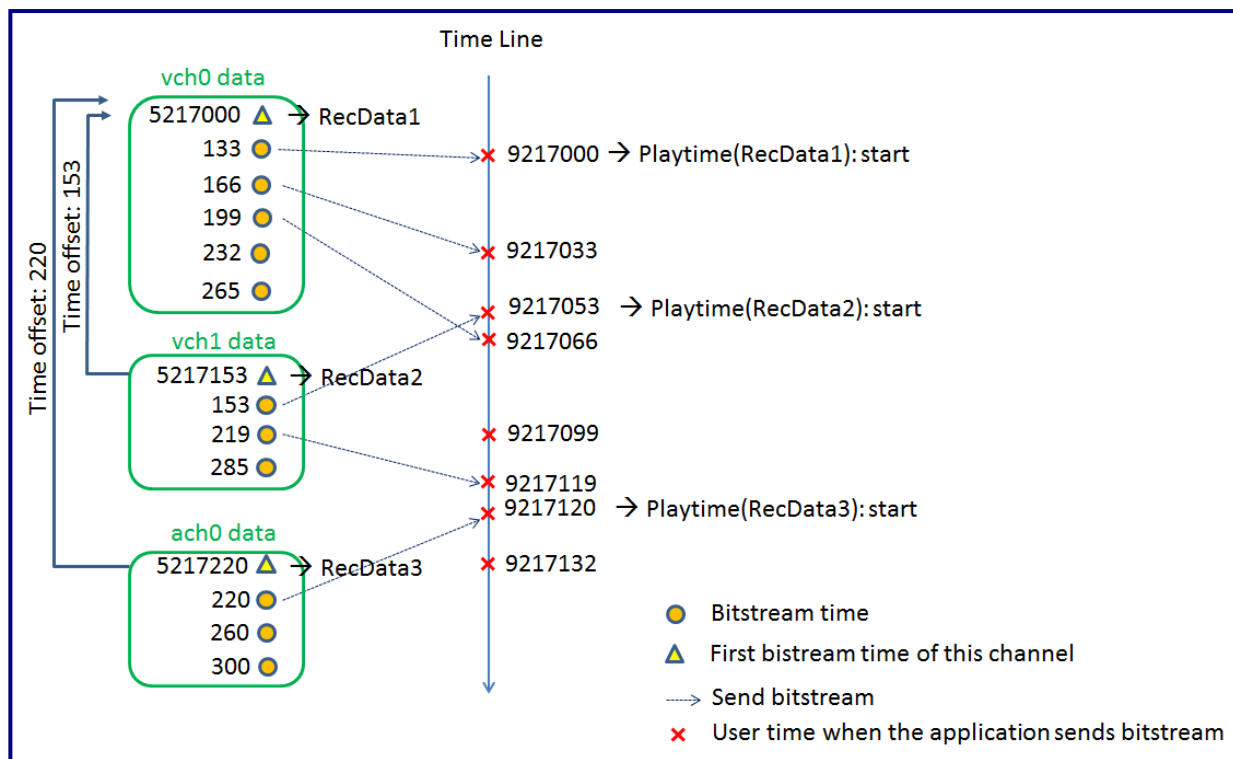 Time Line
vch0 data
5217000 → RecData1
133
166
199
232
265
vch1 data
5217153 → RecData2
153
219
285
ach0 data
5217220 → RecData3
220
260
300
Time offset: 220
Time offset: 153
9217000 → Playtime(RecData1): start
9217033
9217053 → Playtime(RecData2): start
9217066
9217099
9217119
9217120 → Playtime(RecData3): start
9217132
Bitstream time
First bistream time of this channel
Send bitstream
User time when the application sends bitstream